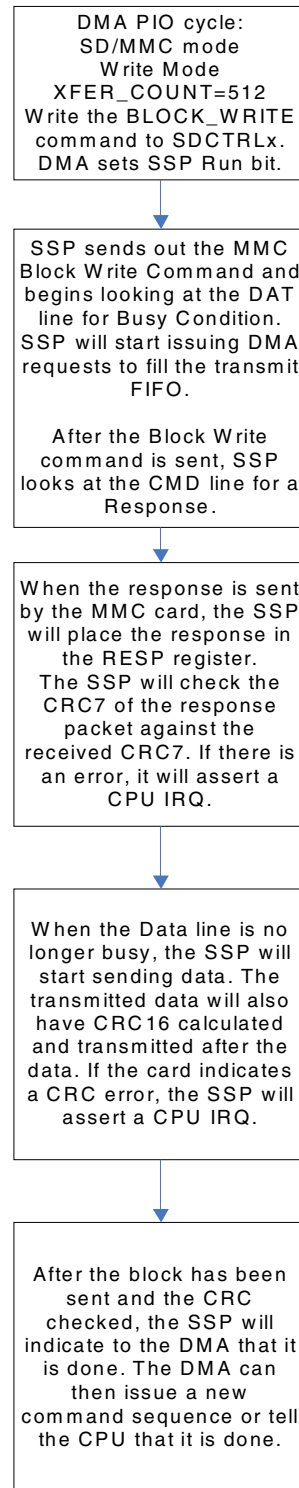 DMA PIO cycle:
SD/MMC mode
Write Mode
XFER_COUNT=512
Write the BLOCK_WRITE
command to SDCTRLx.
DMA sets SSP Run bit.
SSP sends out the MMC
Block Write Command and
begins looking at the DAT
line for Busy Condition.
SSP will start issuing DMA
requests to fill the transmit
FIFO.
After the Block Write
command is sent, SSP
looks at the CMD line for a
Response.
When the response is sent
by the MMC card, the SSP
will place the response in
the RESP register.
The SSP will check the
CRC7 of the response
packet against the
received CRC7. If there is
an error, it will assert a
CPU IRQ.
When the Data line is no
longer busy, the SSP will
start sending data. The
transmitted data will also
have CRC16 calculated
and transmitted after the
data. If the card indicates
a CRC error, the SSP will
assert a CPU IRQ.
After the block has been
sent and the CRC
checked, the SSP will
indicate to the DMA that it
is done. The DMA can
then issue a new
command sequence or tell
the CPU that it is done.